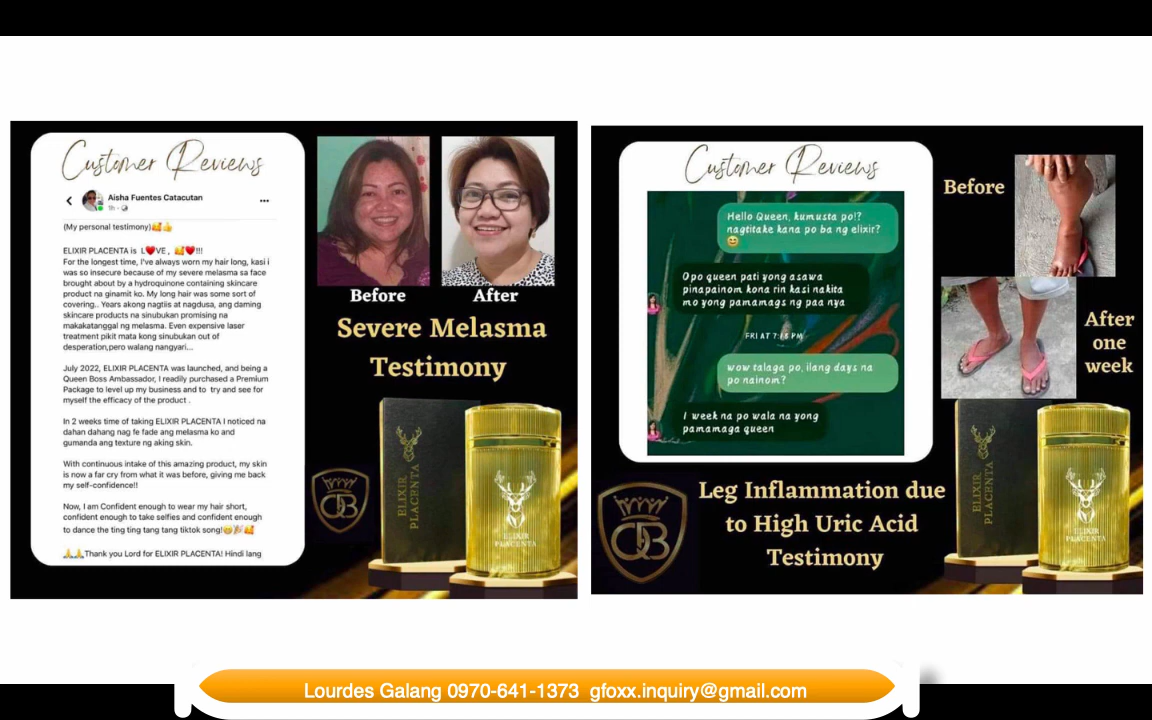 Customer Reviews
Aisha Fuentes Catacutan
1h
(My personal testimony)🥰👍
ELIXIR PLACENTA is L❤️VE , 🥰❤️!!!
For the longest time, I've always worn my hair long, kasi i
was so insecure because of my severe melasma sa face
brought about by a hydroquinone containing skincare
product na ginamit ko. My long hair was some sort of
covering.. Years akong nagtiis at nagdusa, ang daming
skincare products na sinubukan promising na
makakatanggal ng melasma. Even expensive laser
treatment pikit mata kong sinubukan out of
desperation,pero walang nangyari...
July 2022, ELIXIR PLACENTA was launched, and being a
Queen Boss Ambassador, I readily purchased a Premium
Package to level up my business and to try and see for
myself the efficacy of the product .
In 2 weeks time of taking ELIXIR PLACENTA I noticed na
dahan dahang nag fe fade ang melasma ko and
gumanda ang texture ng aking skin.
With continuous intake of this amazing product, my skin
is now a far cry from what it was before, giving me back
my self-confidence!!
Now, I am Confident enough to wear my hair short,
confident enough to take selfies and confident enough
to dance the ting ting tang tang tiktok song!
🙏🙏Thank you Lord for ELIXIR PLACENTA! Hindi lang
Before
After
Severe Melasma
Testimony
ELIXIR
PLACENTA
ELIXIR
PLACENTA
QB
Customer Reviews
Hello Queen, kumusta po!?
nagtitake kana po ba ng elixir?
😊
Opo queen pati yong asawa
pinapainom kona rin kasi nakita
mo yong pamamags ng paa nya
FRI AT 7:15 PM
wow talaga po, ilang days na
po nainom?
1 week na po wala na yong
pamamaga queen
Before
After
one
week
QB
Leg Inflammation due
to High Uric Acid
Testimony
ELIXIR
PLACENTA
ELIXIR
PLACENTA
Lourdes Galang 0970-641-1373 gfoxx.inquiry@gmail.com